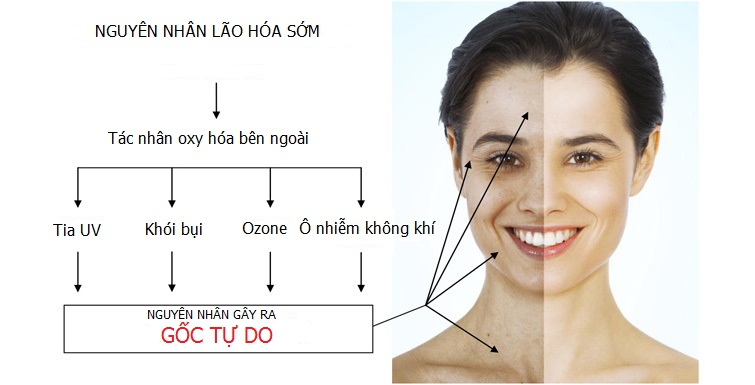 NGUYÊN NHÂN LÃO HÓA SỚM
Tác nhân oxy hóa bên ngoài
Tia UV
Khói bụi
Ozone
Ô nhiễm không khí
NGUYÊN NHÂN GÂY RA
GỐC TỰ DO